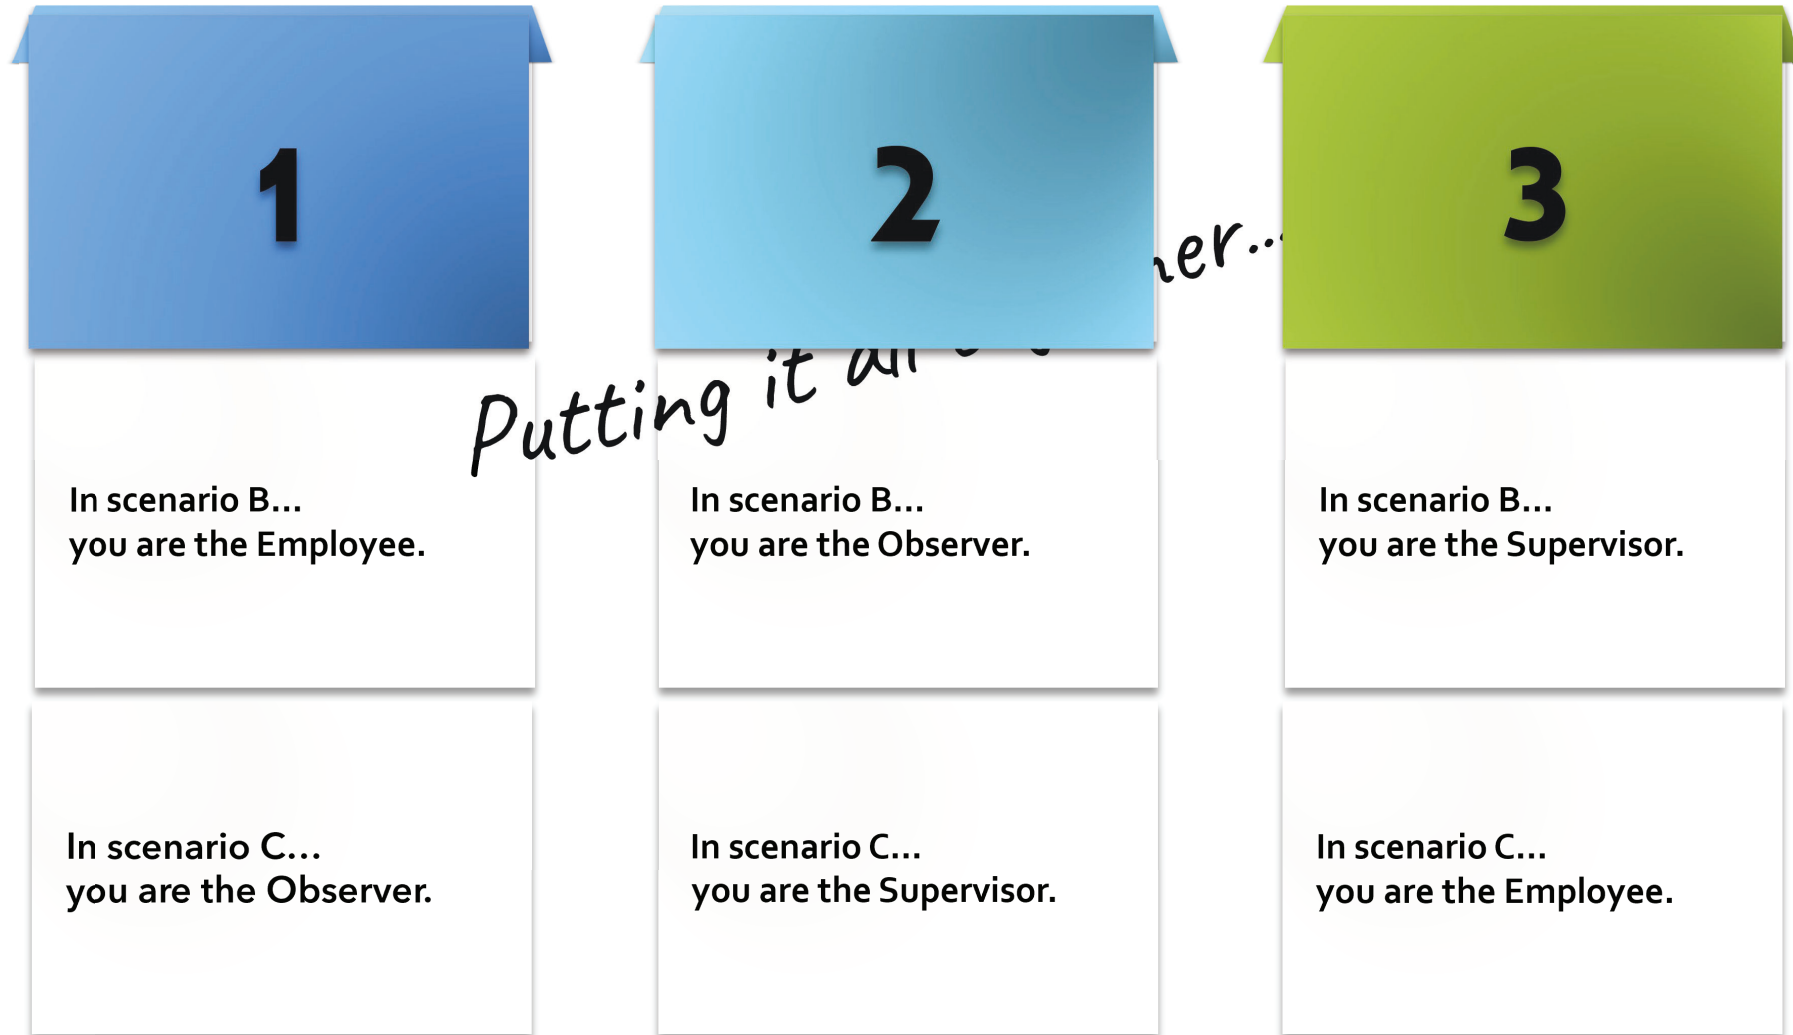 1
2
3
Putting it all
er...
In scenario B...
you are the Employee.
In scenario B...
you are the Observer.
In scenario B...
you are the Supervisor.
In scenario C...
you are the Observer.
In scenario C...
you are the Supervisor.
In scenario C...
you are the Employee.